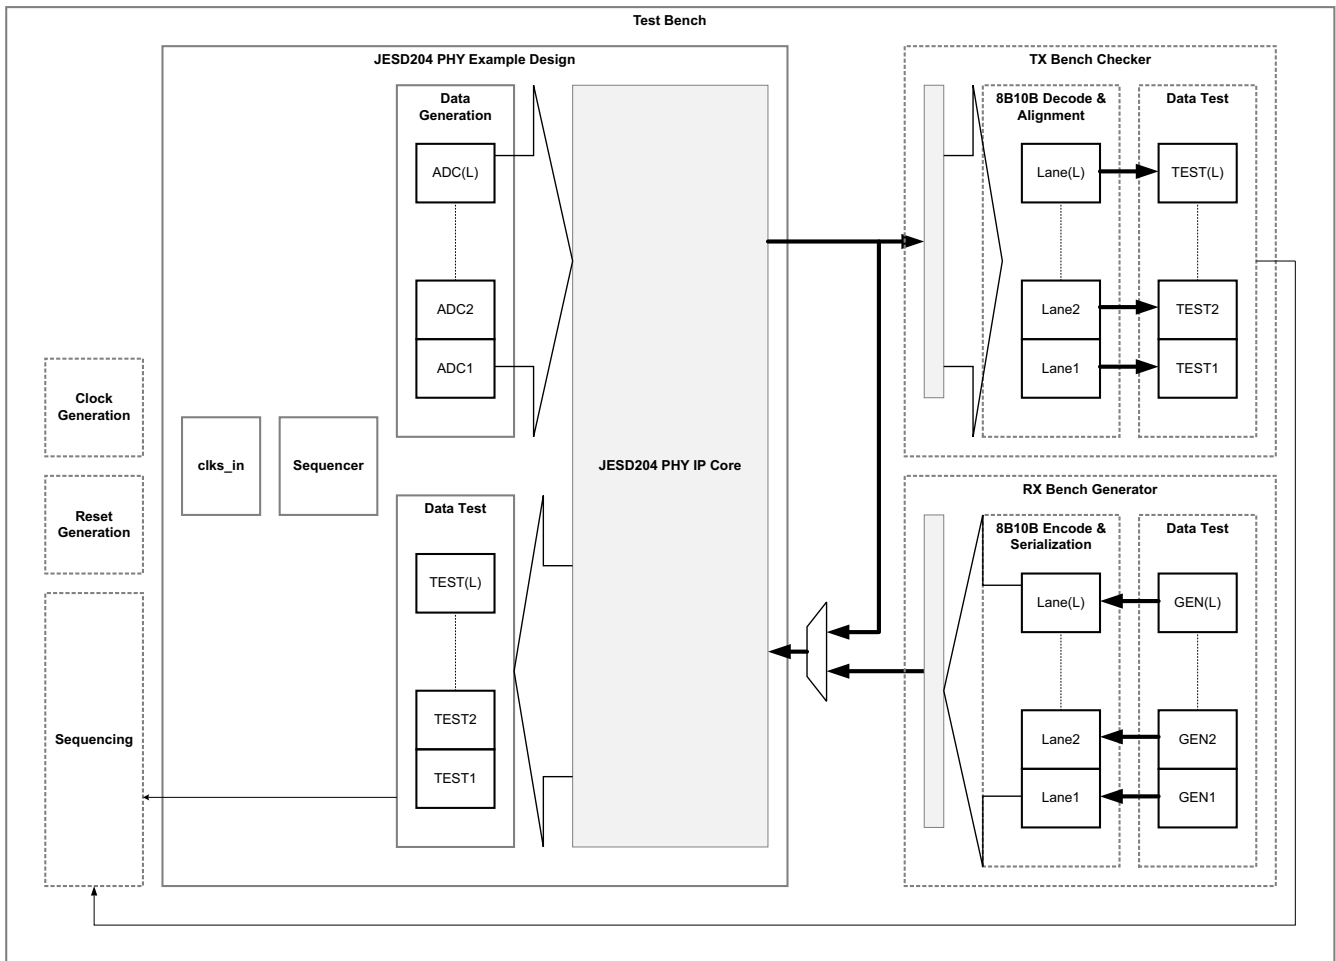 Test Bench
JESD204 PHY Example Design
Data
Generation
ADC(L)
ADC2
ADC1
Clock
Generation
clks_in
Sequencer
Reset
Generation
Sequencing
Data Test
TEST(L)
TEST2
TEST1
JESD204 PHY IP Core
TX Bench Checker
8B10B Decode &
Alignment
Data Test
Lane(L)
TEST(L)
Lane2
TEST2
Lane1
TEST1
RX Bench Generator
8B10B Encode &
Serialization
Data Test
Lane(L)
GEN(L)
Lane2
GEN2
Lane1
GEN1